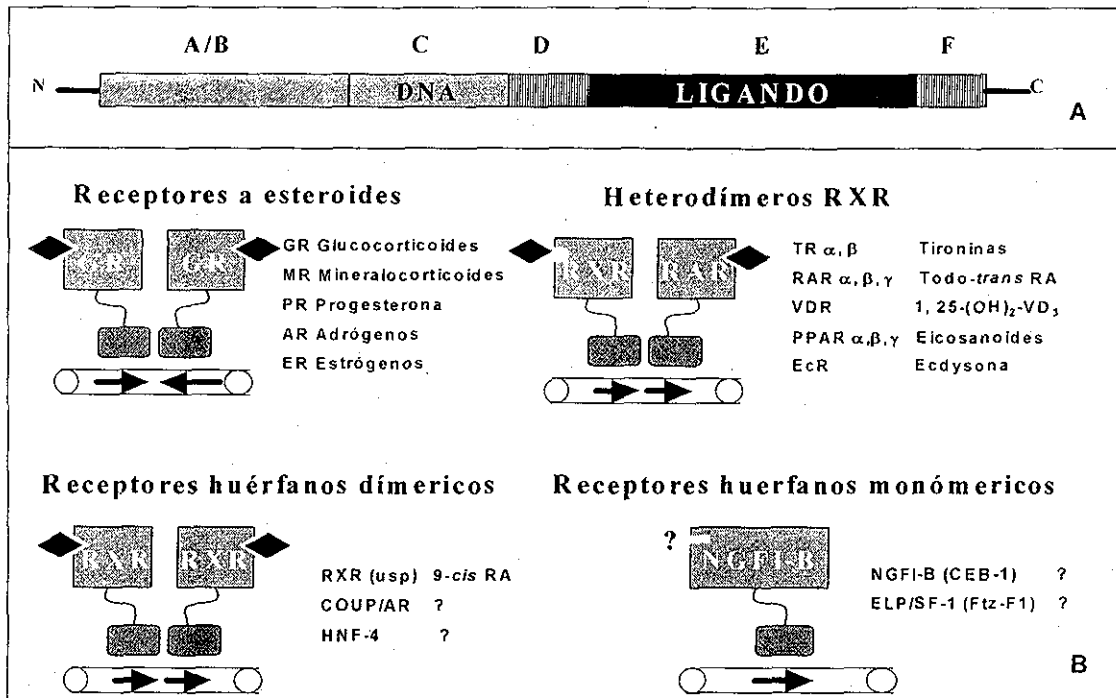 A/B C D E F
N DNA LIGANDO C
A
Receptores a esteroides
GR GR
GR Glucocorticoides
MR Mineralocorticoides
PR Progesterona
AR Adrógenos
ER Estrógenos
Heterodímeros RXR
RXR RAR
TR α, β Tironinas
RAR α, β, γ Todo-trans RA
VDR 1, 25-(OH)₂-VD₃
PPAR α,β,γ Eicosanoides
EcR Ecdysona
Receptores huérfanos dímericos
RXR RXR
RXR (usp) 9-cis RA
COUP/AR ?
HNF-4 ?
Receptores huerfanos monómericos
? NGFI-B
NGFI-B (CEB-1) ?
ELP/SF-1 (Ftz-F1) ?
B